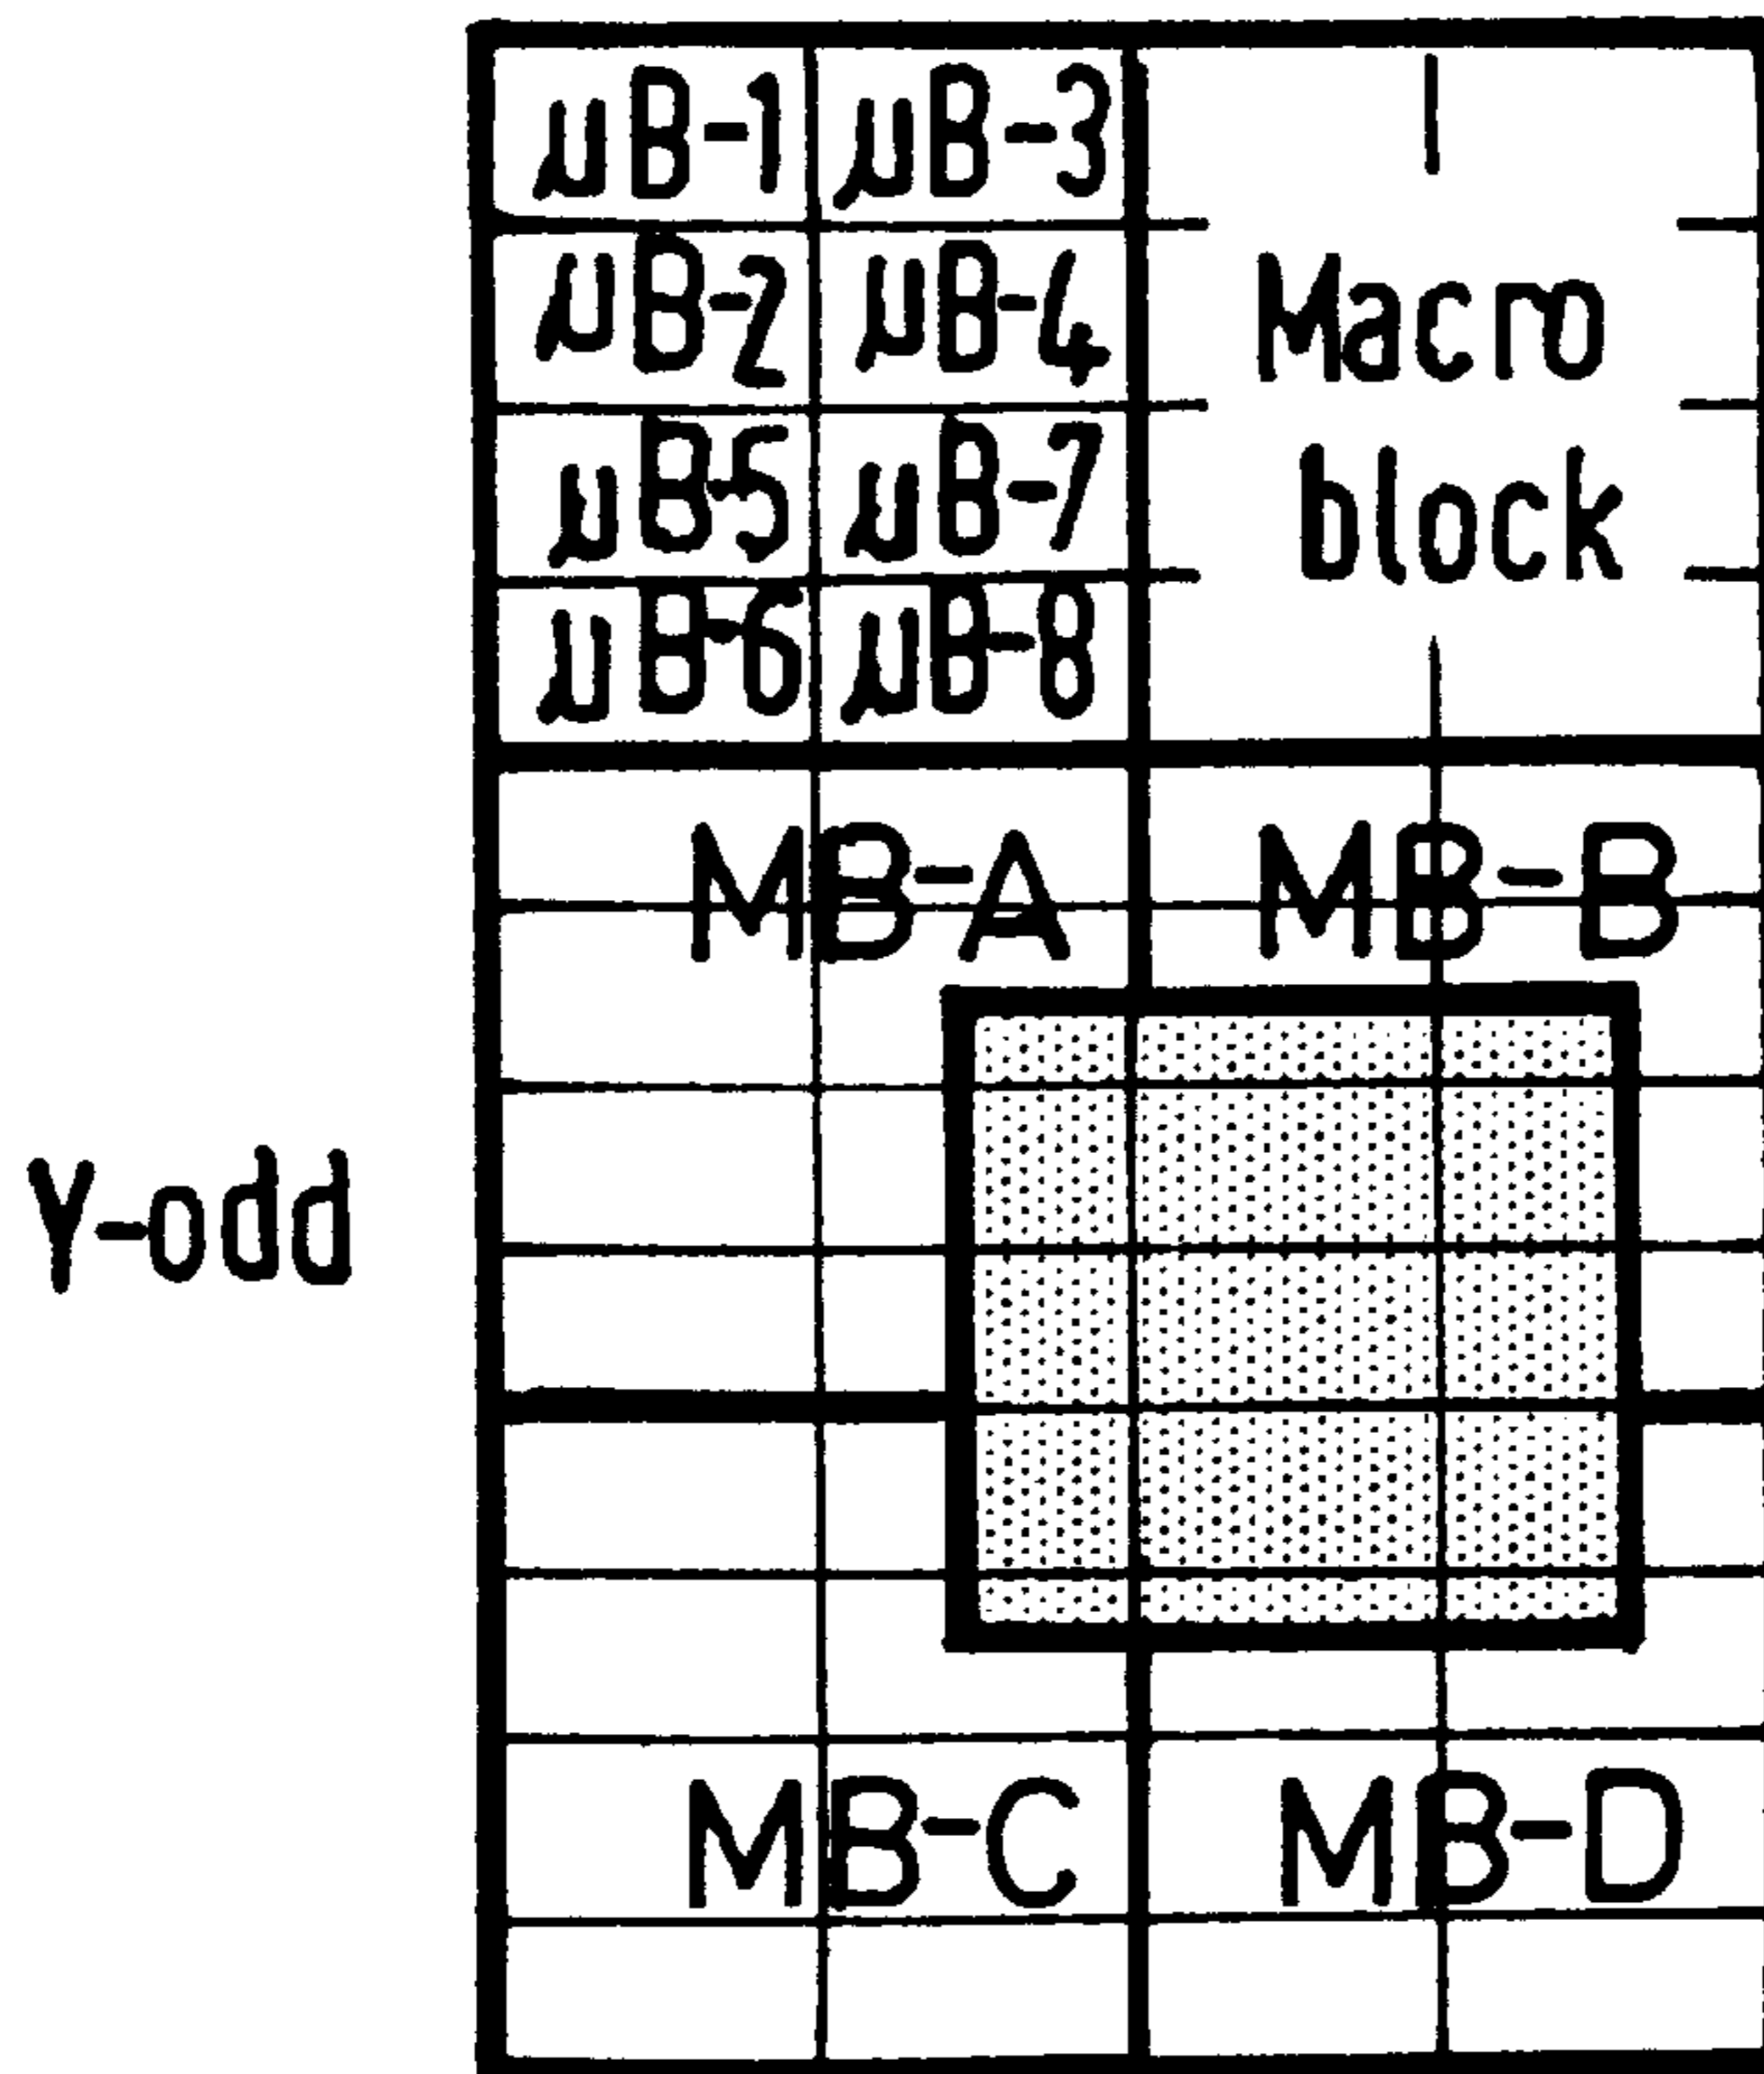 μB-1 μB-3
μB-2 μB-4
Macro
μB-5 μB-7
block
μB-6 μB-8
MB-A MB-B
Y-odd
MB-C MB-D